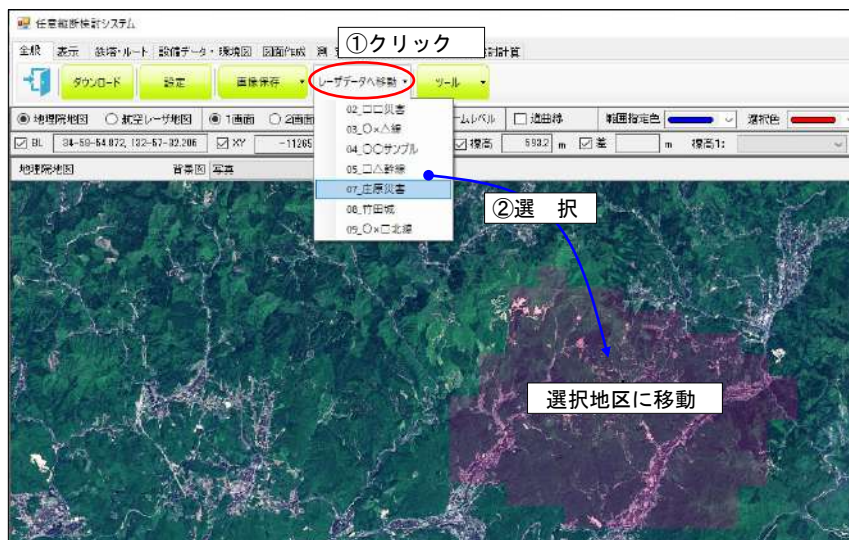 任意縦断検討システム
全般 表示 鉄塔・ルート 設備データ・環境図 図面作成 測
①クリック
ダウンロード 設定 画像保存 レーザデータへ移動 ツール
02_□□災害
03_○×△線
04_○○サンプル
05_□△幹線
07_庄原災害
08_竹田城
09_○×□北線
地理院地図 航空レーザ地図 1画面 2画面 ームレベル 道曲線 範囲指定色 選択色
BL 34-59-54.872, 132-57-32.206 XY -11265 標高 593.2 m 差 m 標高1:
地理院地図 背景図 写真
②選 択
選択地区に移動